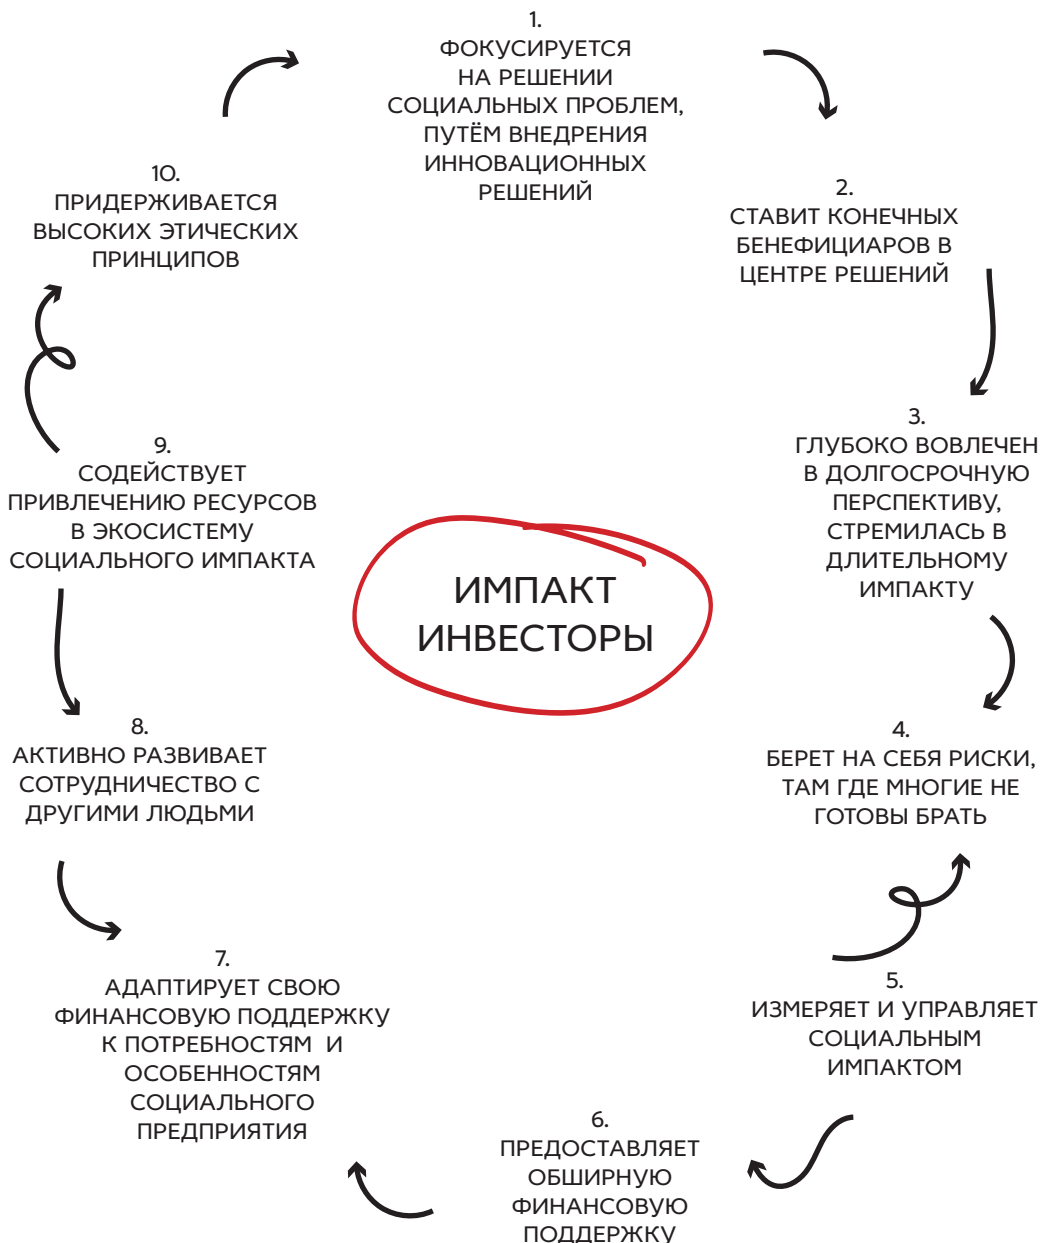 1.
ФОКУСИРУЕТСЯ
НА РЕШЕНИИ
СОЦИАЛЬНЫХ ПРОБЛЕМ,
ПУТЁМ ВНЕДРЕНИЯ
ИННОВАЦИОННЫХ
РЕШЕНИЙ
2.
СТАВИТ КОНЕЧНЫХ
БЕНЕФИЦИАРОВ В
ЦЕНТРЕ РЕШЕНИЙ
3.
ГЛУБОКО ВОВЛЕЧЕН
В ДОЛГОСРОЧНУЮ
ПЕРСПЕКТИВУ,
СТРЕМИЛАСЬ В
ДЛИТЕЛЬНОМУ
ИМПАКТУ
4.
БЕРЕТ НА СЕБЯ РИСКИ,
ТАМ ГДЕ МНОГИЕ НЕ
ГОТОВЫ БРАТЬ
5.
ИЗМЕРЯЕТ И УПРАВЛЯЕТ
СОЦИАЛЬНЫМ
ИМПАКТОМ
6.
ПРЕДОСТАВЛЯЕТ
ОБШИРНУЮ
ФИНАНСОВУЮ
ПОДДЕРЖКУ
7.
АДАПТИРУЕТ СВОЮ
ФИНАНСОВУЮ ПОДДЕРЖКУ
К ПОТРЕБНОСТЯМ И
ОСОБЕННОСТЯМ
СОЦИАЛЬНОГО
ПРЕДПРИЯТИЯ
8.
АКТИВНО РАЗВИВАЕТ
СОТРУДНИЧЕСТВО С
ДРУГИМИ ЛЮДЬМИ
9.
СОДЕЙСТВУЕТ
ПРИВЛЕЧЕНИЮ РЕСУРСОВ
В ЭКОСИСТЕМУ
СОЦИАЛЬНОГО ИМПАКТА
10.
ПРИДЕРЖИВАЕТСЯ
ВЫСОКИХ ЭТИЧЕСКИХ
ПРИНЦИПОВ
ИМПАКТ
ИНВЕСТОРЫ